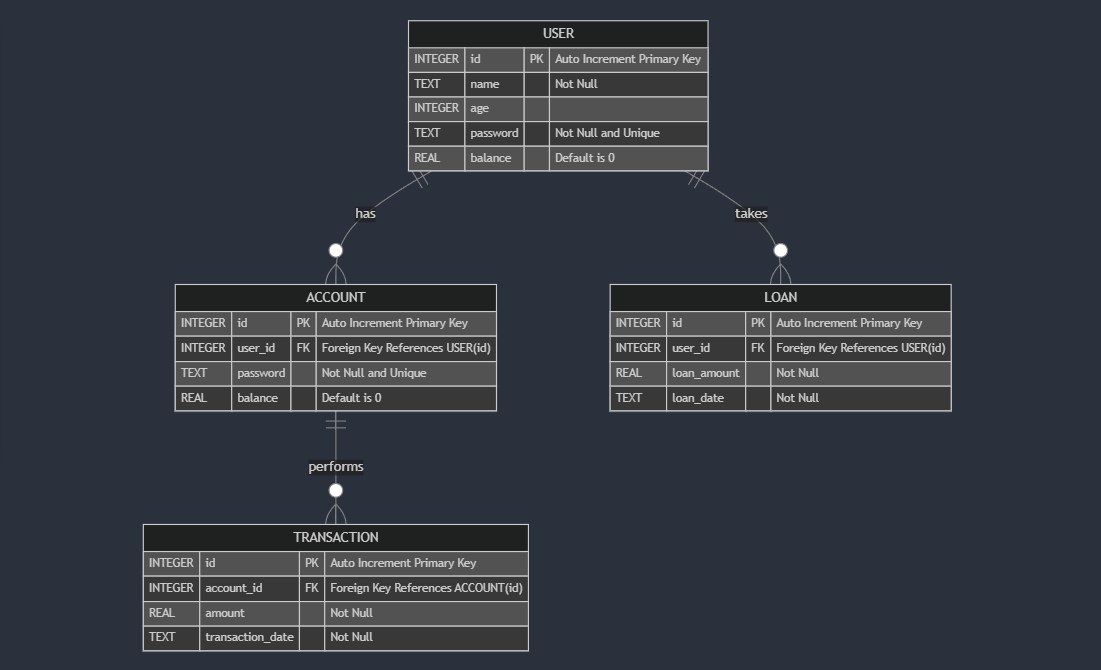 USER
INTEGER id PK Auto Increment Primary Key
TEXT name Not Null
INTEGER age
TEXT password Not Null and Unique
REAL balance Default is 0
has
takes
ACCOUNT
INTEGER id PK Auto Increment Primary Key
INTEGER user_id FK Foreign Key References USER(id)
TEXT password Not Null and Unique
REAL balance Default is 0
LOAN
INTEGER id PK Auto Increment Primary Key
INTEGER user_id FK Foreign Key References USER(id)
REAL loan_amount Not Null
TEXT loan_date Not Null
performs
TRANSACTION
INTEGER id PK Auto Increment Primary Key
INTEGER account_id FK Foreign Key References ACCOUNT(id)
REAL amount Not Null
TEXT transaction_date Not Null